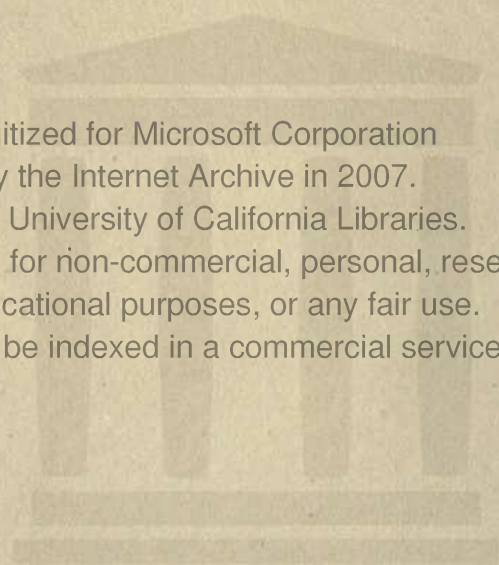 itized for Microsoft Corporation
y the Internet Archive in 2007.
University of California Libraries.
for non-commercial, personal, rese
cational purposes, or any fair use.
be indexed in a commercial service